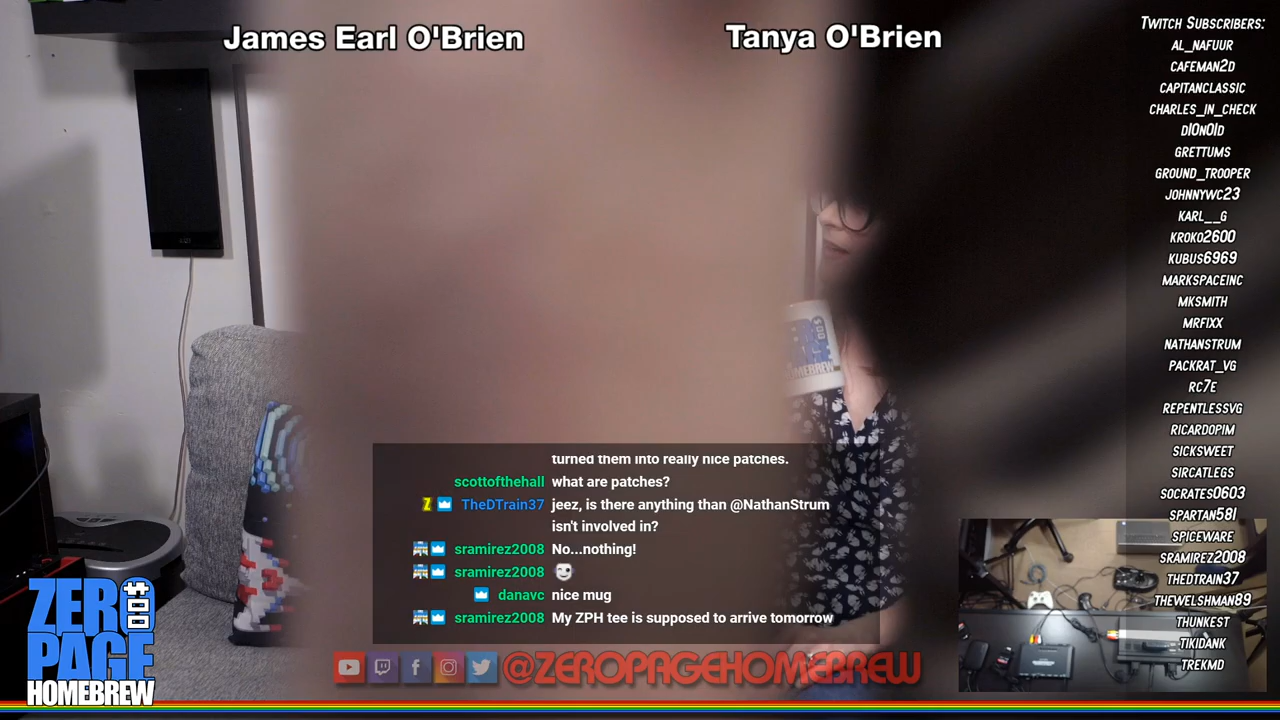 James Earl O'Brien
Tanya O'Brien
Twitch Subscribers:
AL_NAFUUR
CAFEMAN2D
CAPITANCLASSIC
CHARLES_IN_CHECK
D10N01D
GRETTUMS
GROUND_TROOPER
JOHNNYWC23
KARL__G
KROKO2600
KUBUS6969
MARKSPACEINC
MKSMITH
MRFIXX
NATHANSTRUM
PACKRAT_VG
RC7E
REPENTLESSVG
RICARDOPIM
SICKSWEET
SIRCATLEGS
SOCRATES0603
SPARTAN581
SPICEWARE
SRAMIREZ2008
THEDTRAIN37
THEWELSHMAN89
THUNKEST
TIKIDANK
TREKMD
turned them into really nice patches.
scottofthehall what are patches?
TheDTrain37 jeez, is there anything than @NathanStrum
isn't involved in?
sramirez2008 No...nothing!
sramirez2008
danavc nice mug
sramirez2008 My ZPH tee is supposed to arrive tomorrow
ZERO
PAGE
HOMEBREW
@ZEROPAGEHOMEBREW